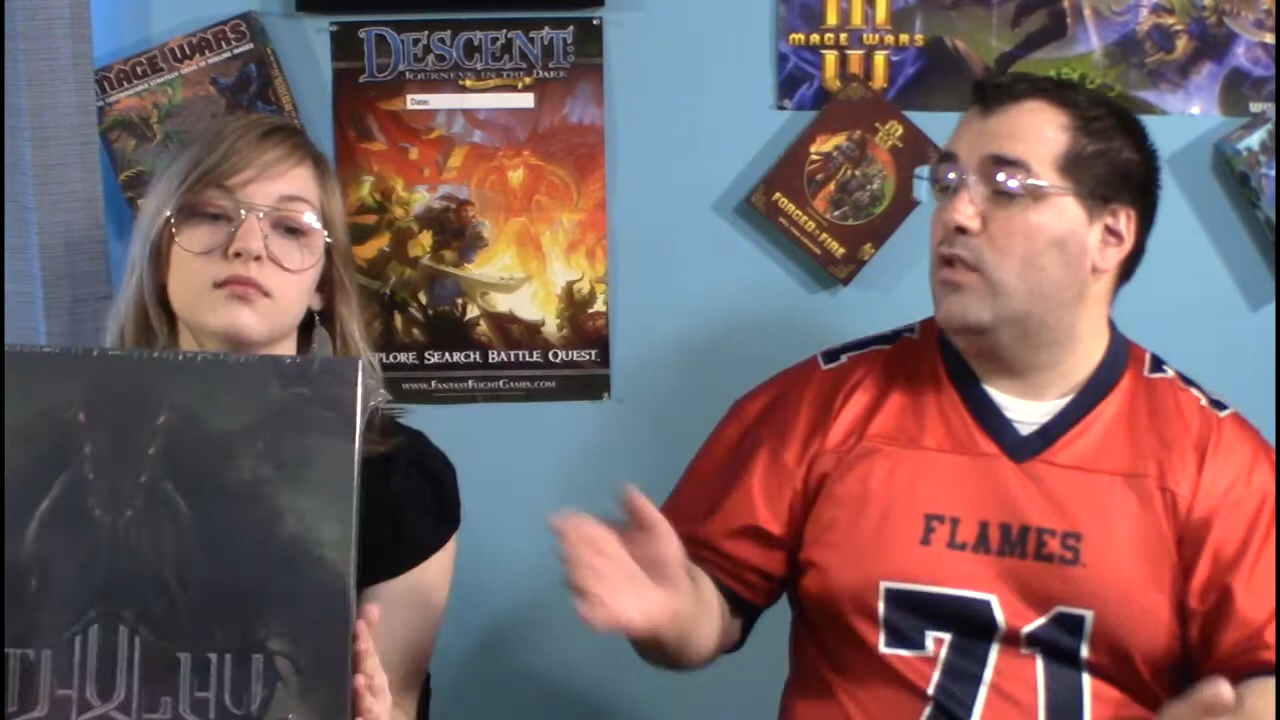 MAGE WARS
DESCENT:
JOURNEYS IN THE DARK
Date:
PLORE, SEARCH, BATTLE, QUEST.
WWW.FANTASYFLIGHTGAMES.COM
MAGE WARS
FORGED IN FIRE
FLAMES
71
THULHU